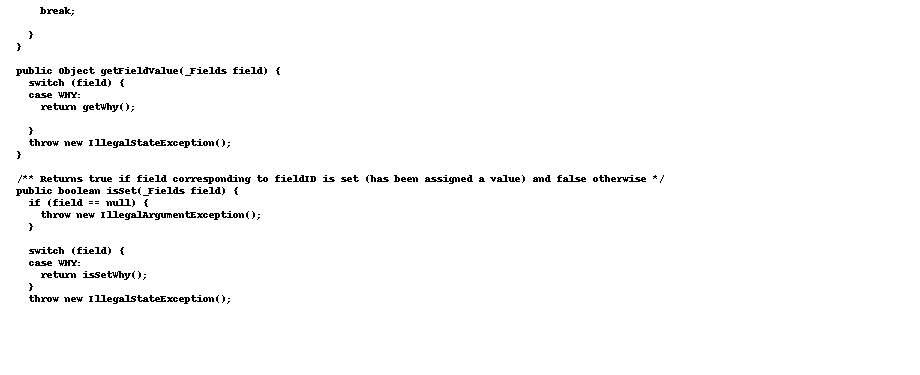 break;
}
}
public Object getFieldValue(_Fields field) {
switch (field) {
case WHY:
return getWhy();
}
throw new IllegalStateException();
}
/** Returns true if field corresponding to fieldID is set (has been assigned a value) and false otherwise */
public boolean isSet(_Fields field) {
if (field == null) {
throw new IllegalArgumentException();
}
switch (field) {
case WHY:
return isSetWhy();
}
throw new IllegalStateException();